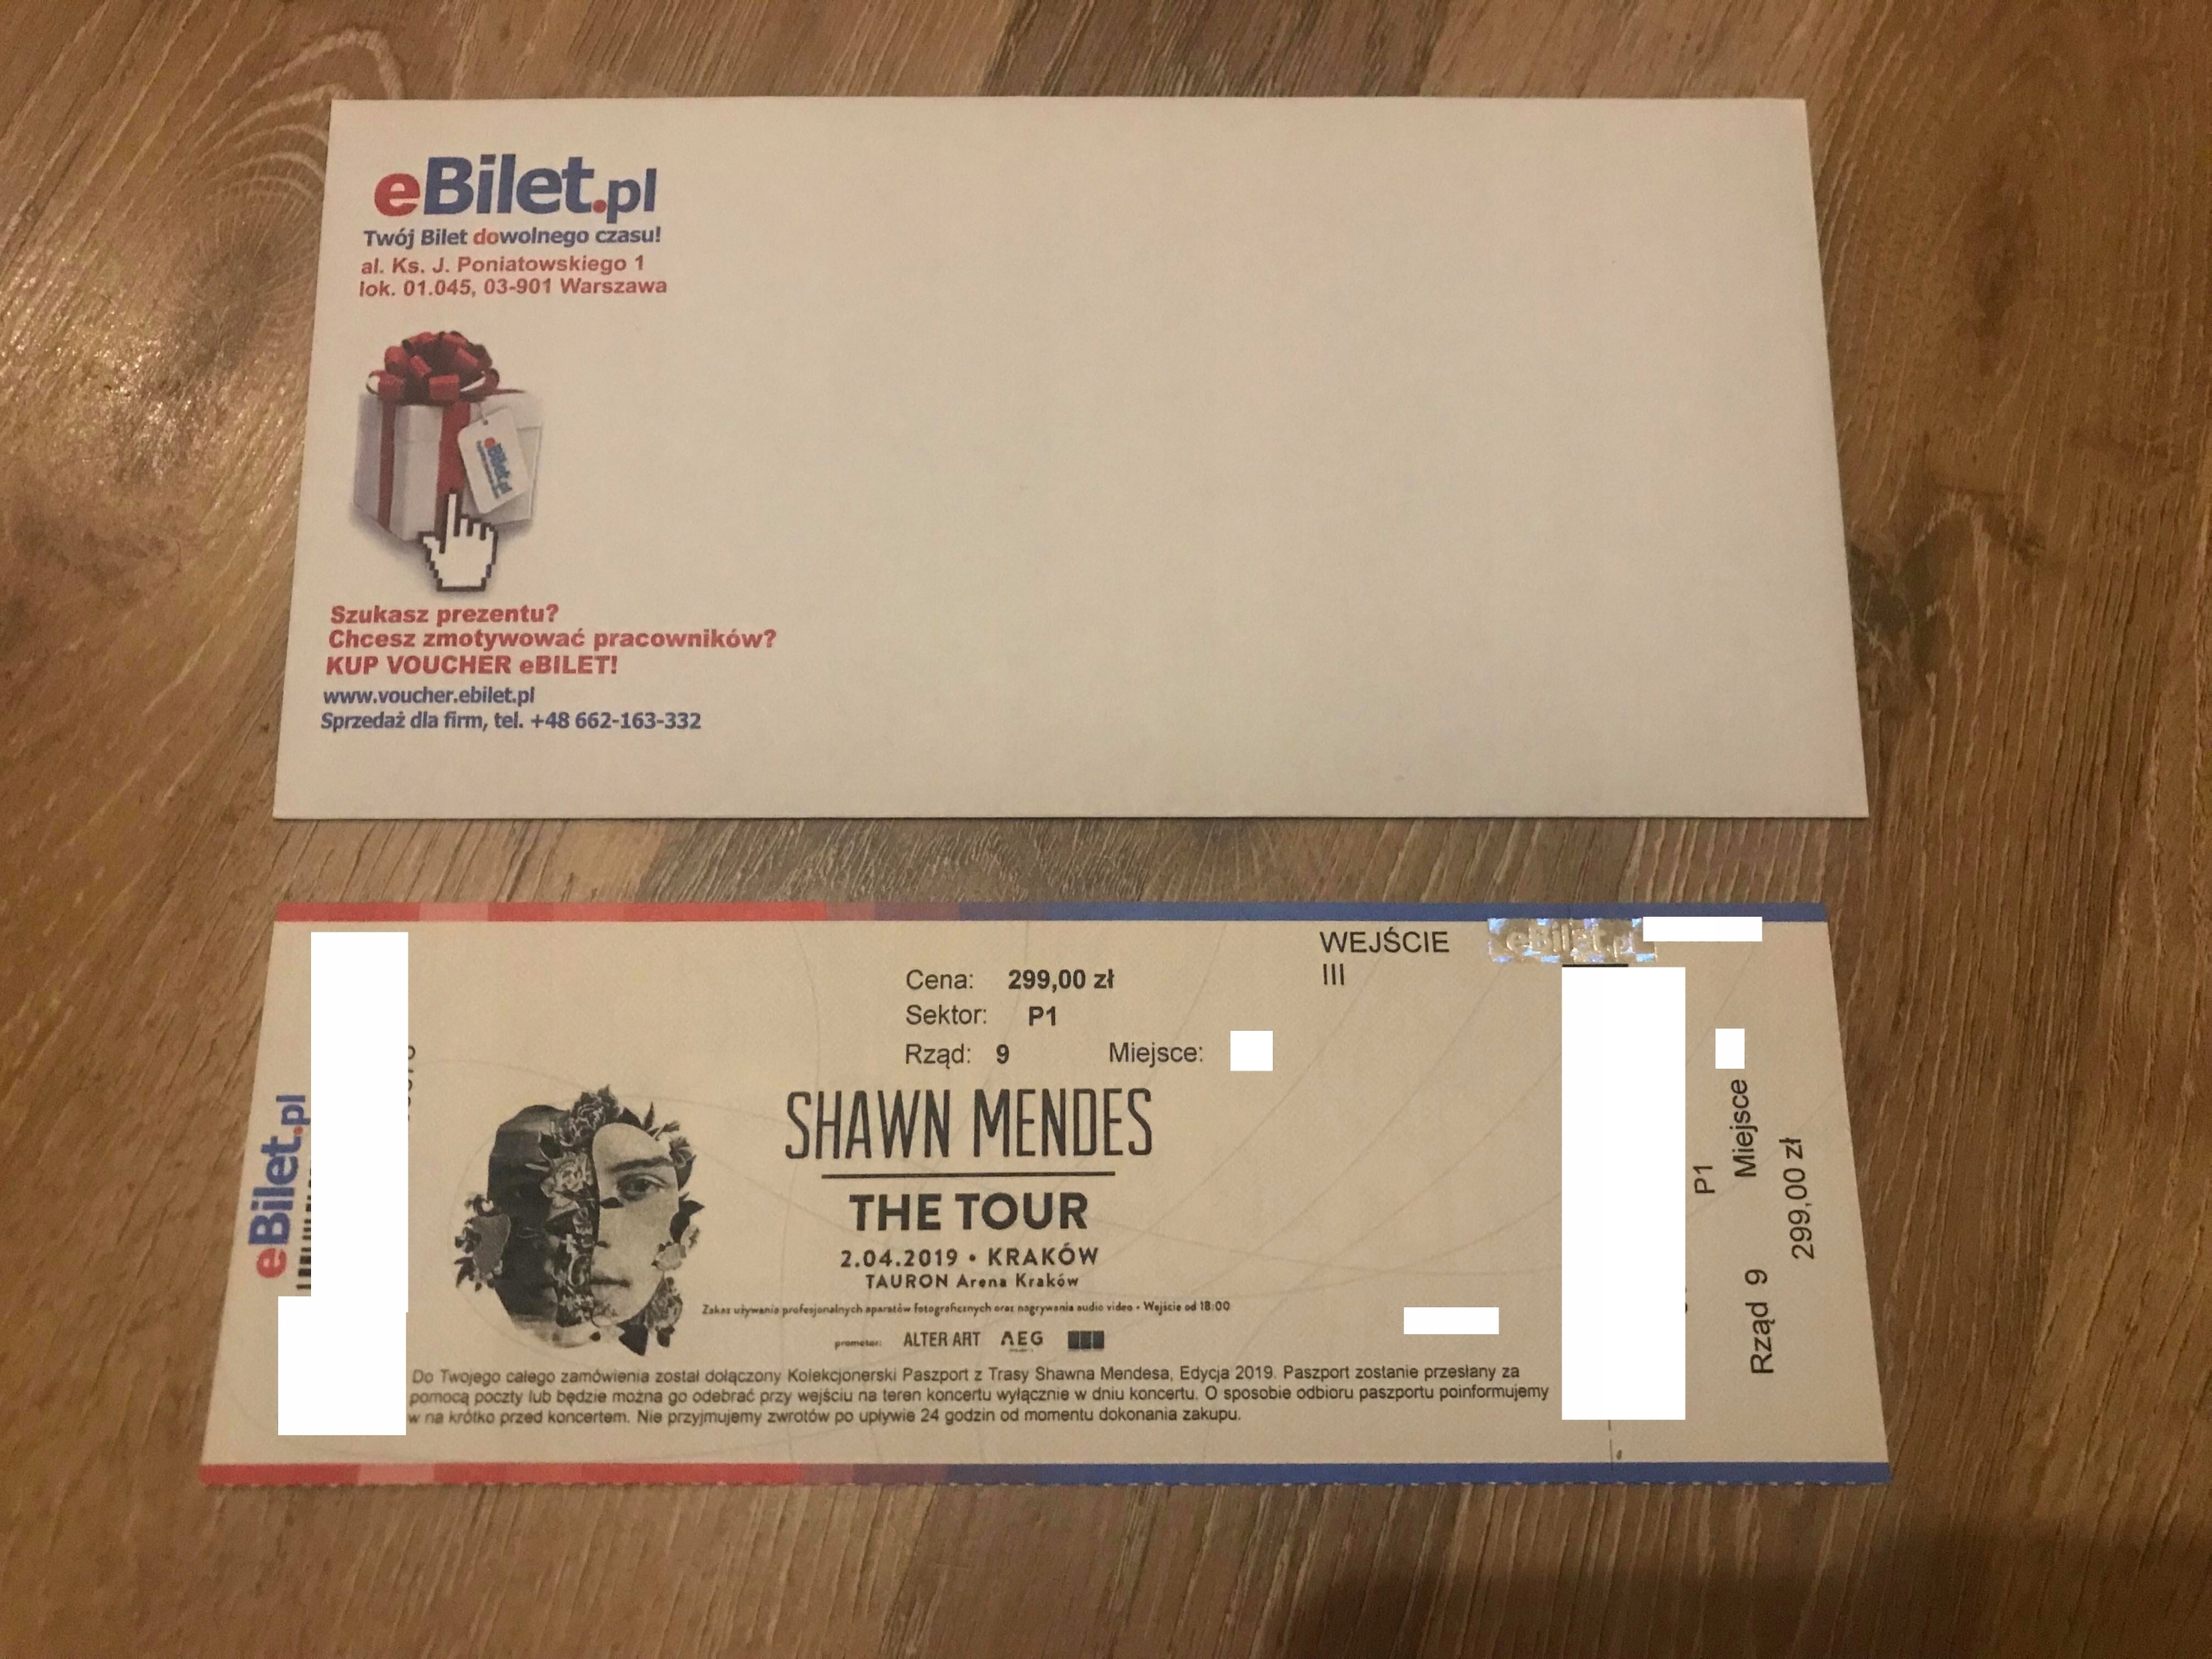 eBilet.pl
Twój Bilet dowolnego czasu!
al. Ks. J. Poniatowskiego 1
lok. 01.045, 03-901 Warszawa
eBilet.pl
Szukasz prezentu?
Chcesz zmotywować pracowników?
KUP VOUCHER eBILET!
www.voucher.ebilet.pl
Sprzedaż dla firm, tel. +48 662-163-332
eBilet.pl
WEJŚCIE
III
eBilet.pl
Cena: 299,00 zł
Sektor: P1
Rząd: 9 Miejsce:
SHAWN MENDES
THE TOUR
2.04.2019 • KRAKÓW
TAURON Arena Kraków
Zakaz używania profesjonalnych aparatów fotograficznych oraz nagrywania audio video • Wejście od 18:00
promotor: ALTER ART AEG
Do Twojego całego zamówienia został dołączony Kolekcjonerski Paszport z Trasy Shawna Mendesa, Edycja 2019. Paszport zostanie przesłany za
pomocą poczty lub będzie można go odebrać przy wejściu na teren koncertu wyłącznie w dniu koncertu. O sposobie odbioru paszportu poinformujemy
w na krótko przed koncertem. Nie przyjmujemy zwrotów po upływie 24 godzin od momentu dokonania zakupu.
P1
Rząd 9 Miejsce
299,00 zł